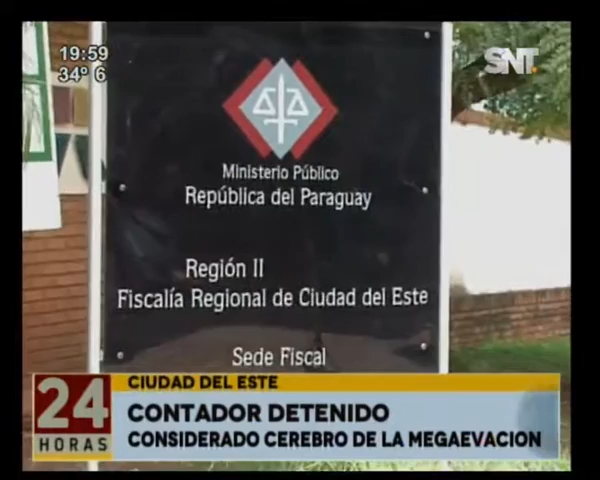 19:59
34° 6
SNT.
Ministerio Público
República del Paraguay
Región II
Fiscalía Regional de Ciudad del Este
Sede Fiscal
24
HORAS
CIUDAD DEL ESTE
CONTADOR DETENIDO
CONSIDERADO CEREBRO DE LA MEGAEVACION